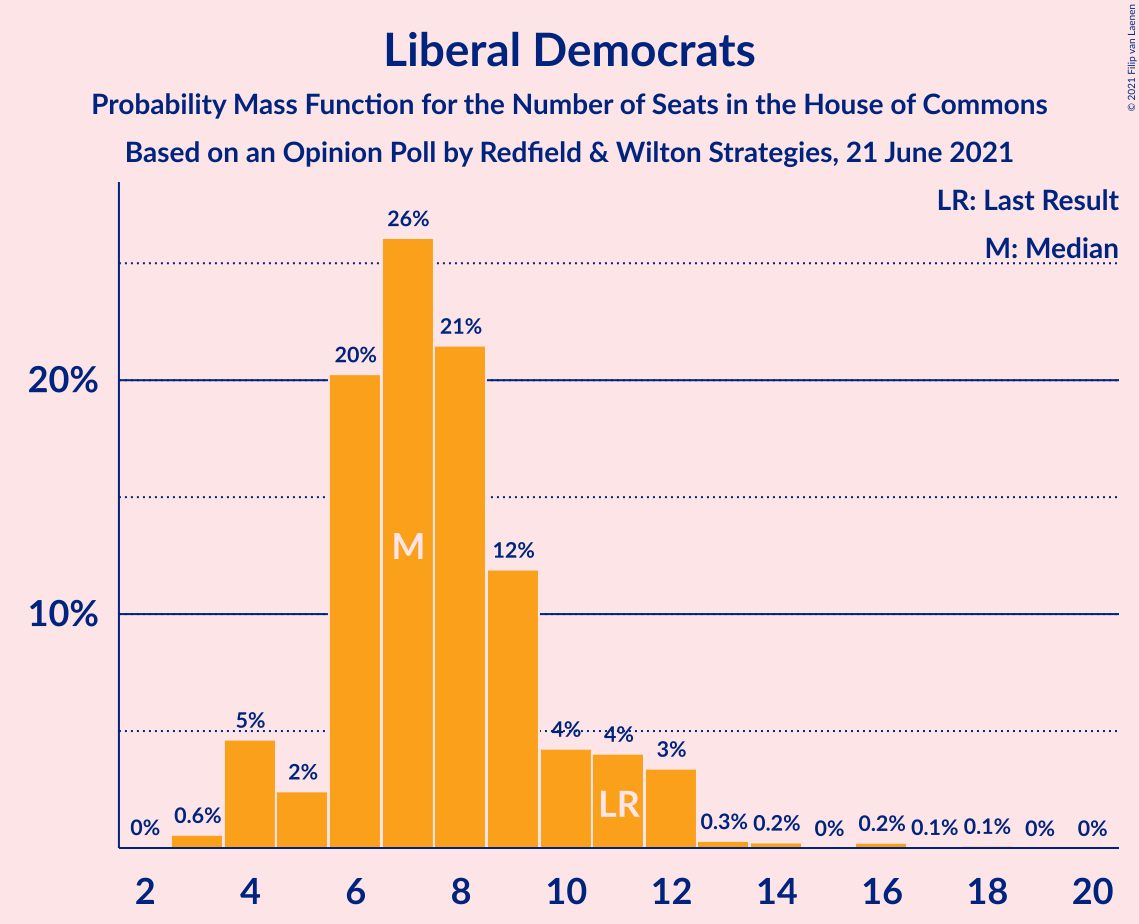 Liberal Democrats
Probability Mass Function for the Number of Seats in the House of Commons
Based on an Opinion Poll by Redfield & Wilton Strategies, 21 June 2021
© 2021 Filip van Laenen
LR: Last Result
M: Median
20%
10%
0%
0.6%
5%
2%
20%
26%
21%
12%
4%
4%
3%
0.3%
0.2%
0%
0.2%
0.1%
0.1%
0%
0%
M
LR
2 4 6 8 10 12 14 16 18 20